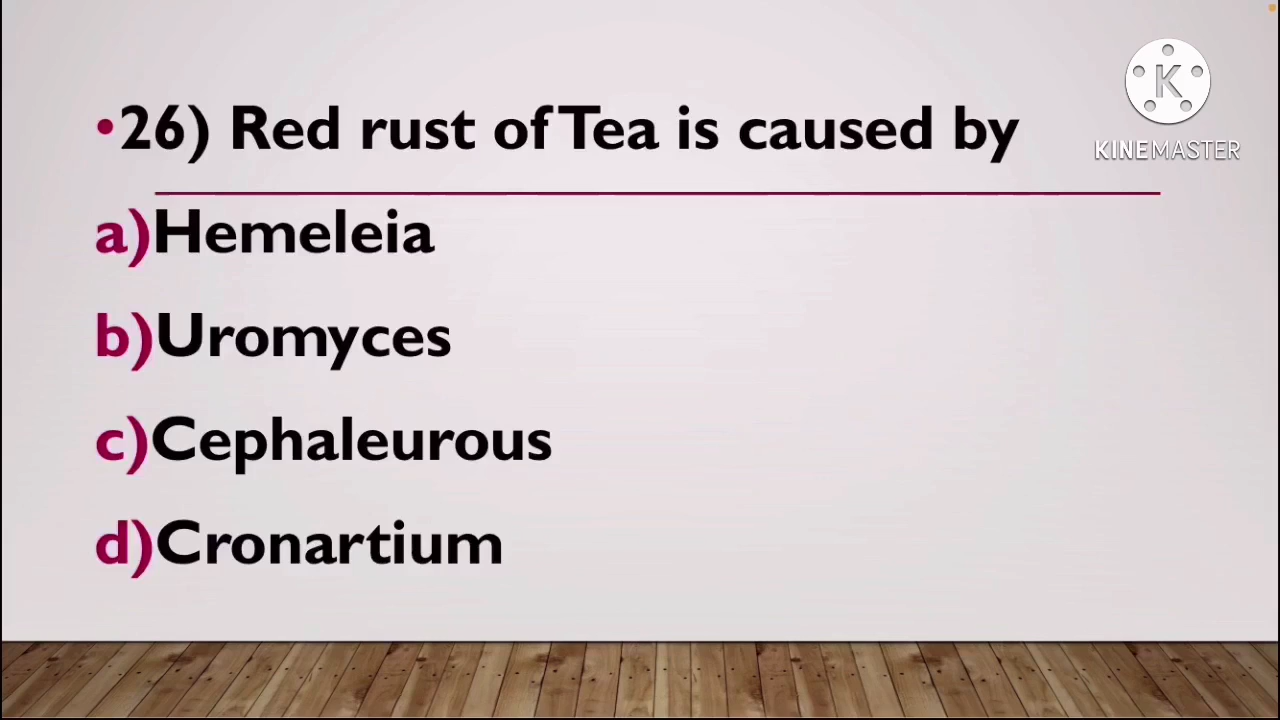 •26) Red rust of Tea is caused by
a)Hemeleia
b)Uromyces
c)Cephaleurous
d)Cronartium
K
KINEMASTER